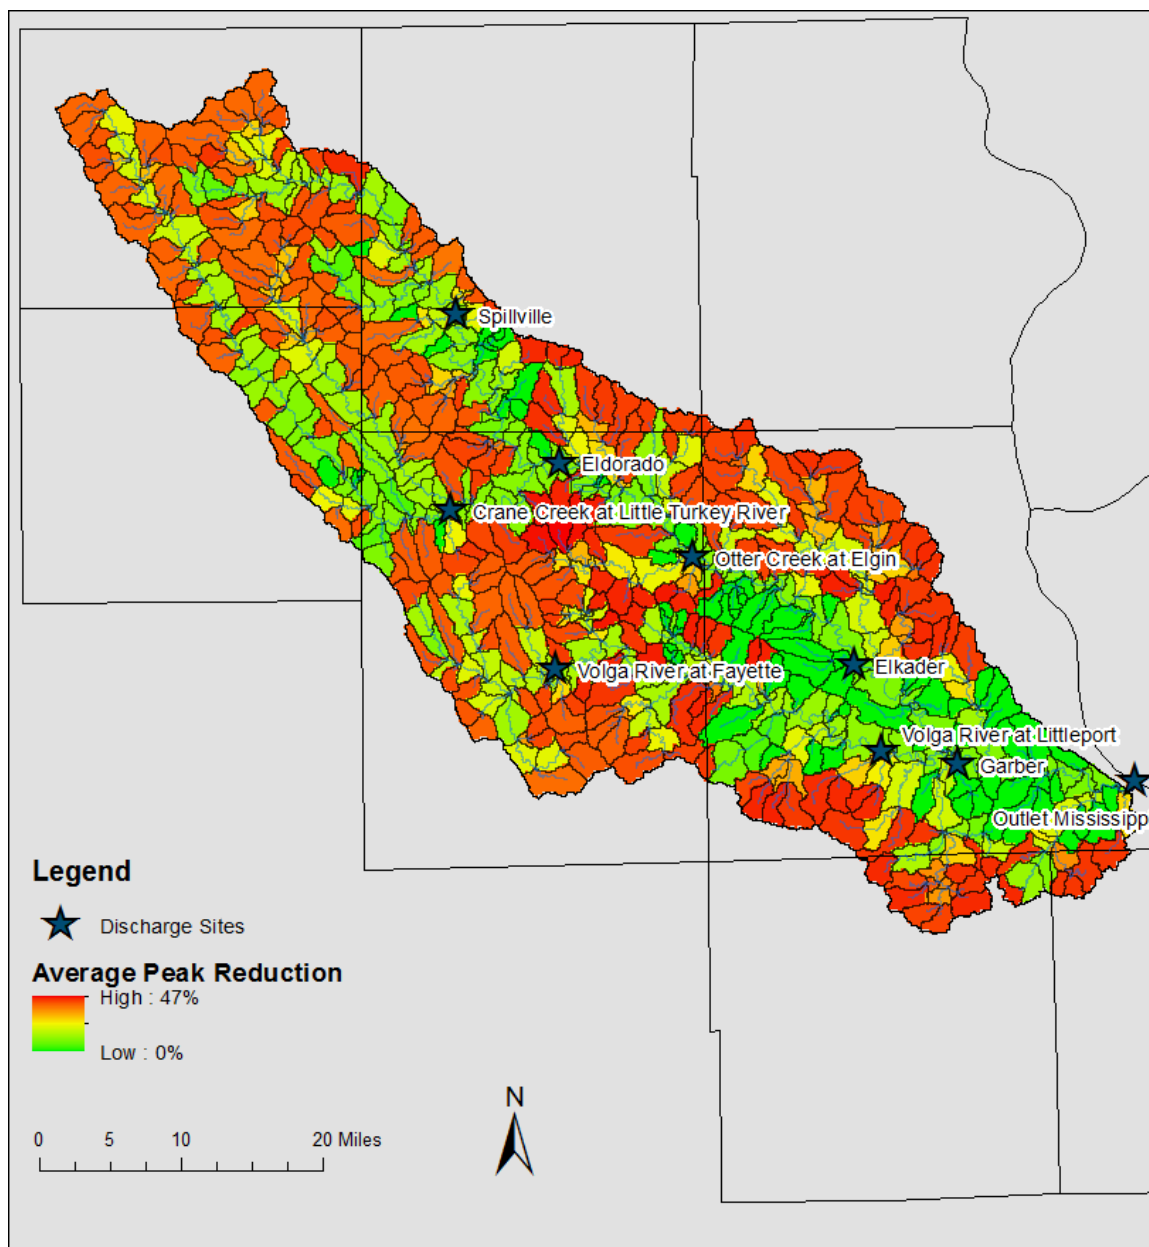 Spillville
Eldorado
Crane Creek at Little Turkey River
Otter Creek at Elgin
Volga River at Fayette
Elkader
Volga River at Littleport
Garber
Outlet Mississipp
Legend
Discharge Sites
Average Peak Reduction
High : 47%
Low : 0%
N
0 5 10 20 Miles